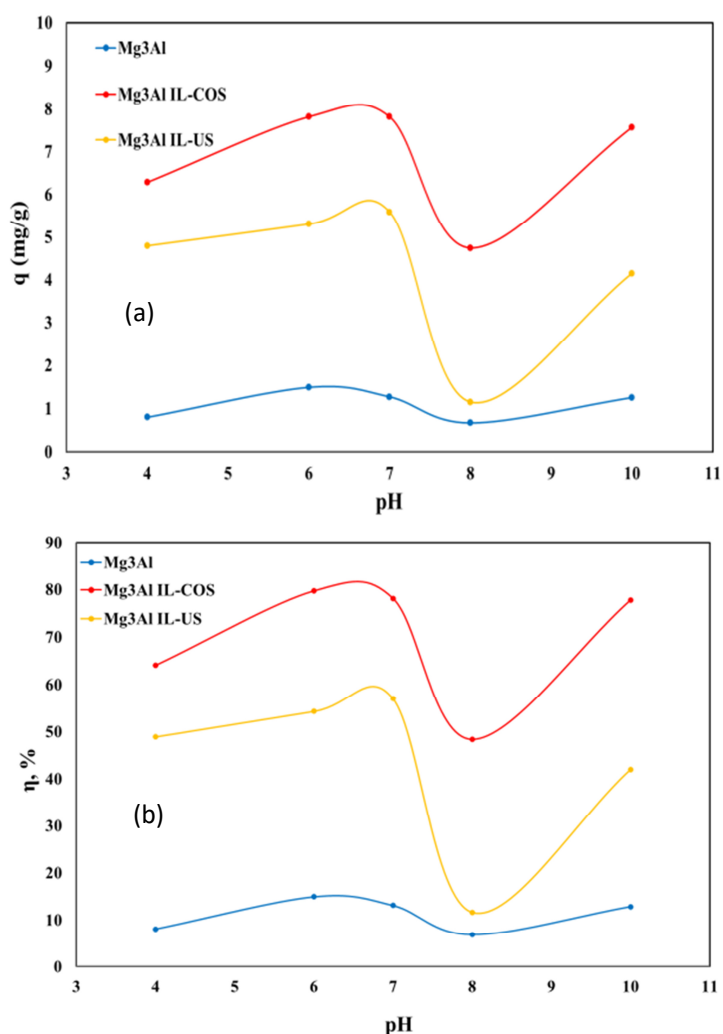 10
9
8
7
6
5
4
3
2
1
0
q (mg/g)
Mg3Al
Mg3Al IL-COS
Mg3Al IL-US
(a)
3 4 5 6 7 8 9 10 11
pH
90
80
70
60
50
40
30
20
10
0
η, %
Mg3Al
Mg3Al IL-COS
Mg3Al IL-US
(b)
3 4 5 6 7 8 9 10 11
pH